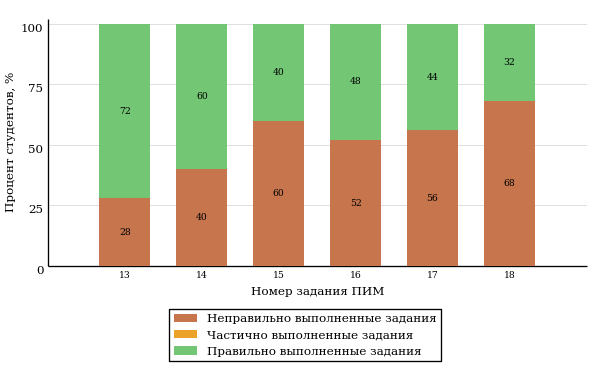 Процент студентов, %
100
75
50
25
0
72
60
40
48
44
32
28
40
60
52
56
68
13 14 15 16 17 18
Номер задания ПИМ
Неправильно выполненные задания
Частично выполненные задания
Правильно выполненные задания